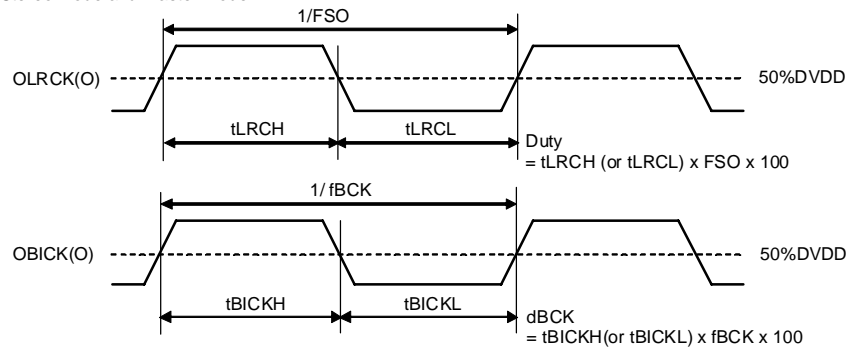 1/FSO
OLRCK(O)
50%DVDD
tLRCH
tLRCL
Duty
= tLRCH (or tLRCL) x FSO x 100
1/ fBCK
OBICK(O)
50%DVDD
tBICKH
tBICKL
dBCK
= tBICKH(or tBICKL) x fBCK x 100